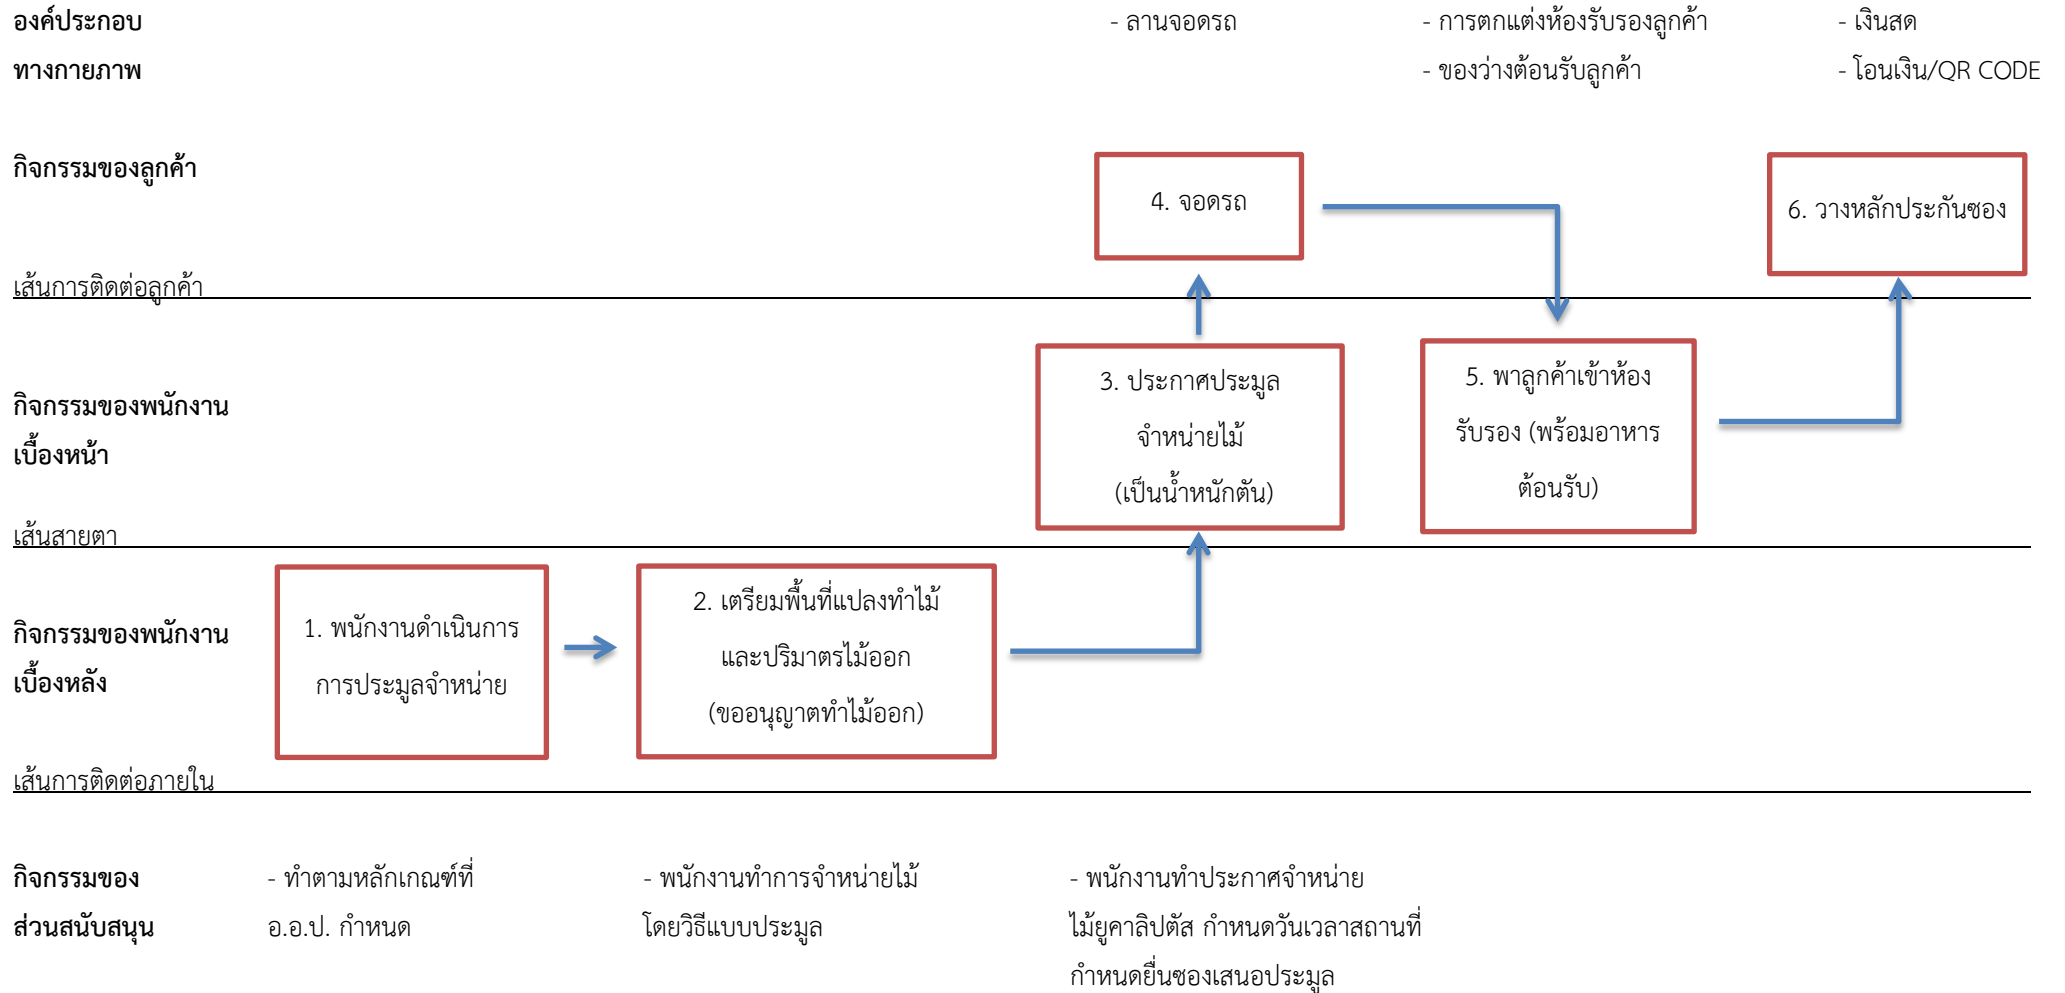 องค์ประกอบ
ทางกายภาพ
- ลานจอดรถ
- การตกแต่งห้องรับรองลูกค้า
- ของว่างต้อนรับลูกค้า
- เงินสด
- โอนเงิน/QR CODE
กิจกรรมของลูกค้า
4. จอดรถ
6. วางหลักประกันซอง
เส้นการติดต่อลูกค้า
กิจกรรมของพนักงาน
เบื้องหน้า
3. ประกาศประมูล
จำหน่ายไม้
(เป็นน้ำหนักตัน)
5. พาลูกค้าเข้าห้อง
รับรอง (พร้อมอาหาร
ต้อนรับ)
เส้นสายตา
กิจกรรมของพนักงาน
เบื้องหลัง
1. พนักงานดำเนินการ
การประมูลจำหน่าย
2. เตรียมพื้นที่แปลงทำไม้
และปริมาตรไม้ออก
(ขออนุญาตทำไม้ออก)
เส้นการติดต่อภายใน
กิจกรรมของ
ส่วนสนับสนุน
- ทำตามหลักเกณฑ์ที่
อ.อ.ป. กำหนด
- พนักงานทำการจำหน่ายไม้
โดยวิธีแบบประมูล
- พนักงานทำประกาศจำหน่าย
ไม้ยูคาลิปตัส กำหนดวันเวลาสถานที่
กำหนดยื่นซองเสนอประมูล